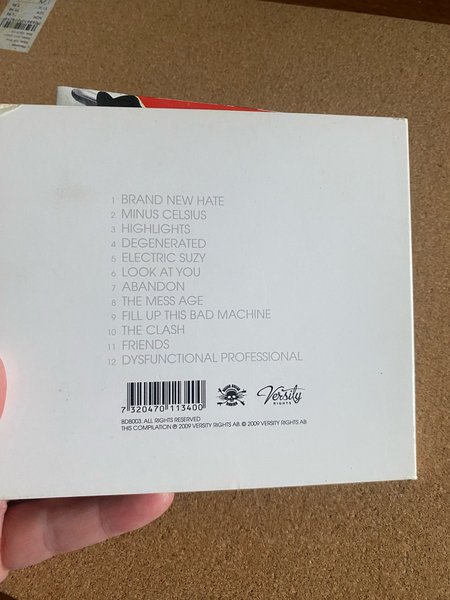 1 BRAND NEW HATE
2 MINUS CELSIUS
3 HIGHLIGHTS
4 DEGENERATED
5 ELECTRIC SUZY
6 LOOK AT YOU
7 ABANDON
8 THE MESS AGE
9 FILL UP THIS BAD MACHINE
10 THE CLASH
11 FRIENDS
12 DYSFUNCTIONAL PROFESSIONAL
7 320470 113400
Versity
RIGHTS
BDB003. ALL RIGHTS RESERVED
THIS COMPILATION ℗ 2009 VERSITY RIGHTS AB. © 2009 VERSITY RIGHTS AB